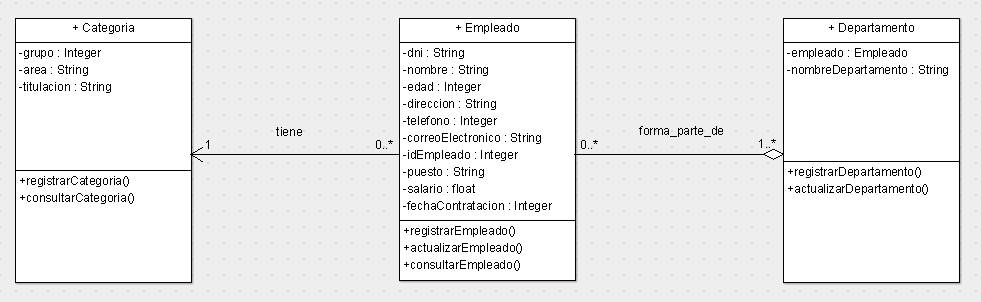 + Categoria
-grupo : Integer
-area : String
-titulacion : String
+registrarCategoria()
+consultarCategoria()
1
tiene
0..*
+ Empleado
-dni : String
-nombre : String
-edad : Integer
-direccion : String
-telefono : Integer
-correoElectronico : String
-idEmpleado : Integer
-puesto : String
-salario : float
-fechaContratacion : Integer
+registrarEmpleado()
+actualizarEmpleado()
+consultarEmpleado()
0..*
forma_parte_de
1..*
+ Departamento
-empleado : Empleado
-nombreDepartamento : String
+registrarDepartamento()
+actualizarDepartamento()